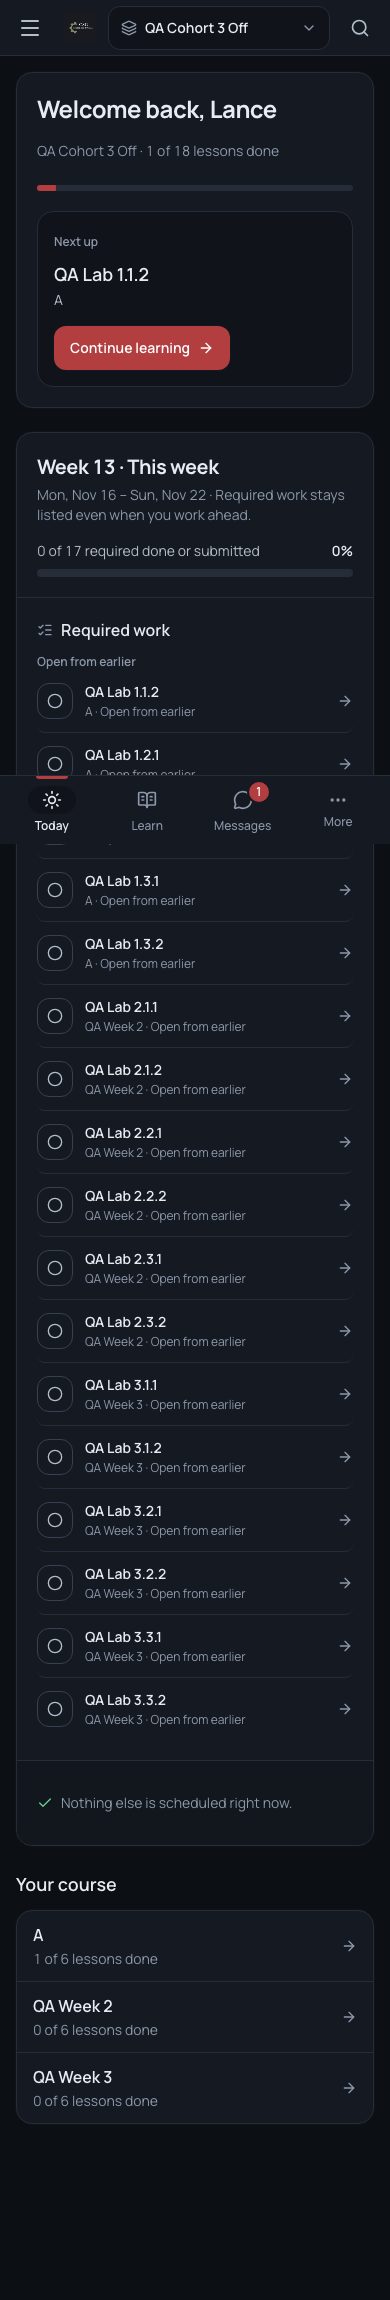 QA Cohort 3 Off
Welcome back, Lance
QA Cohort 3 Off · 1 of 18 lessons done
Next up
QA Lab 1.1.2
A
Continue learning
Week 13 · This week
Mon, Nov 16 – Sun, Nov 22 · Required work stays
listed even when you work ahead.
0 of 17 required done or submitted 0%
Required work
Open from earlier
QA Lab 1.1.2
A · Open from earlier
QA Lab 1.2.1
A · Open from earlier
Today Learn 1 Messages More
QA Lab 1.3.1
A · Open from earlier
QA Lab 1.3.2
A · Open from earlier
QA Lab 2.1.1
QA Week 2 · Open from earlier
QA Lab 2.1.2
QA Week 2 · Open from earlier
QA Lab 2.2.1
QA Week 2 · Open from earlier
QA Lab 2.2.2
QA Week 2 · Open from earlier
QA Lab 2.3.1
QA Week 2 · Open from earlier
QA Lab 2.3.2
QA Week 2 · Open from earlier
QA Lab 3.1.1
QA Week 3 · Open from earlier
QA Lab 3.1.2
QA Week 3 · Open from earlier
QA Lab 3.2.1
QA Week 3 · Open from earlier
QA Lab 3.2.2
QA Week 3 · Open from earlier
QA Lab 3.3.1
QA Week 3 · Open from earlier
QA Lab 3.3.2
QA Week 3 · Open from earlier
Nothing else is scheduled right now.
Your course
A
1 of 6 lessons done
QA Week 2
0 of 6 lessons done
QA Week 3
0 of 6 lessons done